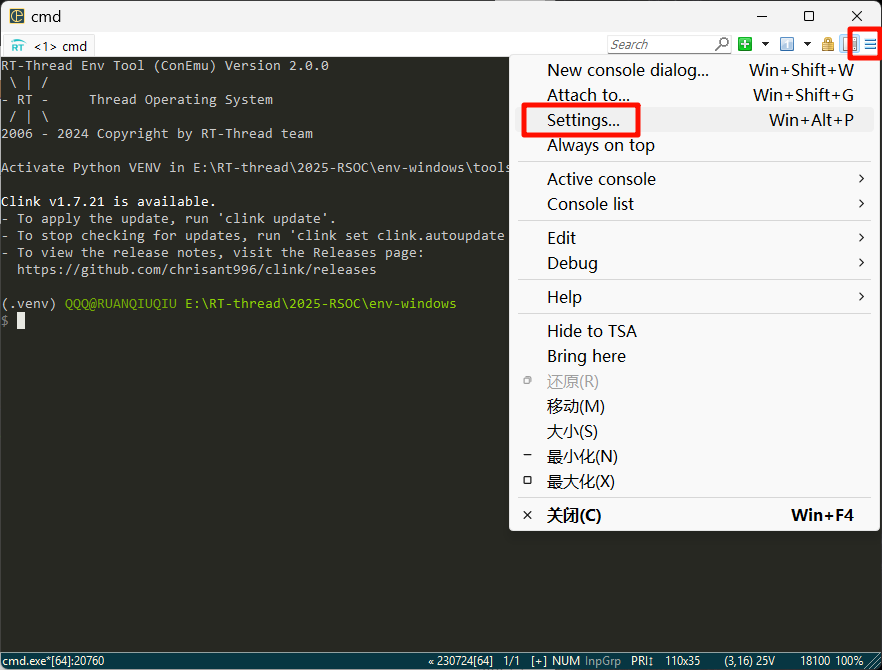 cmd
RT <1> cmd
Search
RT-Thread Env Tool (ConEmu) Version 2.0.0
\ | /
- RT -     Thread Operating System
/ | \
2006 - 2024 Copyright by RT-Thread team
Activate Python VENV in E:\RT-thread\2025-RSOC\env-windows\tools
Clink v1.7.21 is available.
- To apply the update, run 'clink update'.
- To stop checking for updates, run 'clink set clink.autoupdate
- To view the release notes, visit the Releases page:
https://github.com/chrisant996/clink/releases
(.venv) QQQ@RUANQIUQIU E:\RT-thread\2025-RSOC\env-windows
$
New console dialog... Win+Shift+W
Attach to... Win+Shift+G
Settings... Win+Alt+P
Always on top
Active console
Console list
Edit
Debug
Help
Hide to TSA
Bring here
还原(R)
移动(M)
大小(S)
最小化(N)
最大化(X)
关闭(C) Win+F4
cmd.exe*[64]:20760 « 230724[64] 1/1 [+] NUM InpGrp PRI↕ 110x35 (3,16) 25V 18100 100%